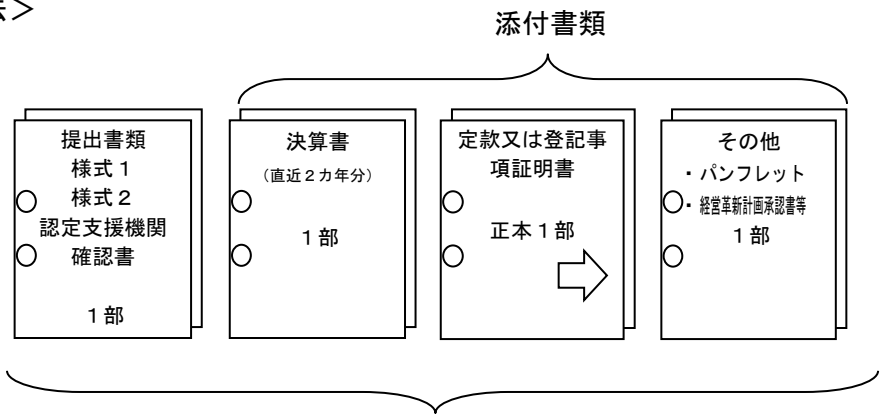 ＞
添付書類
提出書類
様式１
様式２
認定支援機関
確認書
１部
決算書
（直近２カ年分）
１部
定款又は登記事
項証明書
正本１部
その他
・パンフレット
・経営革新計画承認書等
１部